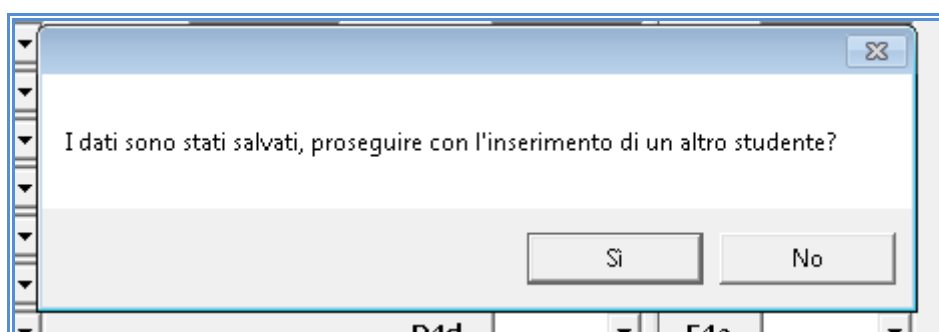 I dati sono stati salvati, proseguire con l'inserimento di un altro studente?
Sì No